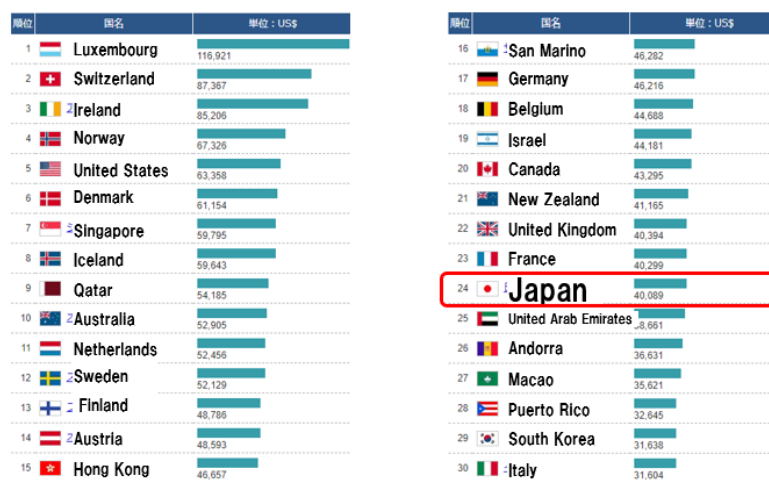 順位 国名 単位：US$
1 Luxembourg 116,921
2 Switzerland 87,367
3 Ireland 85,206
4 Norway 67,326
5 United States 63,358
6 Denmark 61,154
7 Singapore 59,795
8 Iceland 59,643
9 Qatar 54,185
10 Australia 52,905
11 Netherlands 52,456
12 Sweden 52,129
13 Finland 48,786
14 Austria 48,593
15 Hong Kong 46,657
順位 国名 単位：US$
16 San Marino 46,282
17 Germany 46,216
18 Belgium 44,688
19 Israel 44,181
20 Canada 43,295
21 New Zealand 41,165
22 United Kingdom 40,394
23 France 40,299
24 Japan 40,089
25 United Arab Emirates 8,661
26 Andorra 36,631
27 Macao 35,621
28 Puerto Rico 32,645
29 South Korea 31,638
30 Italy 31,604